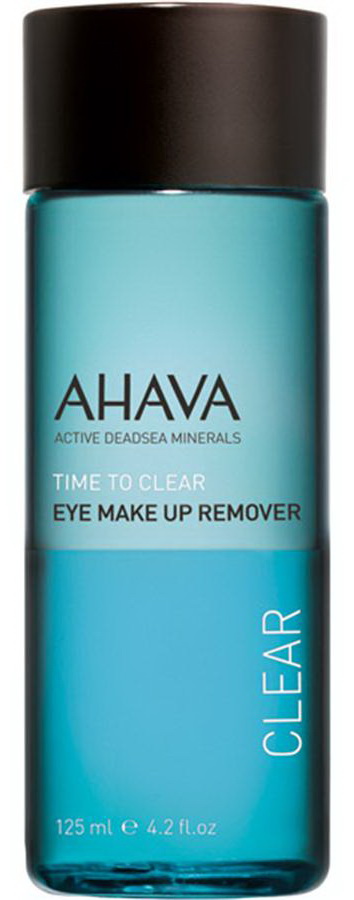 AHAVA
ACTIVE DEADSEA MINERALS
TIME TO CLEAR
EYE MAKE UP REMOVER
CLEAR
125 ml ℮ 4.2 fl.oz